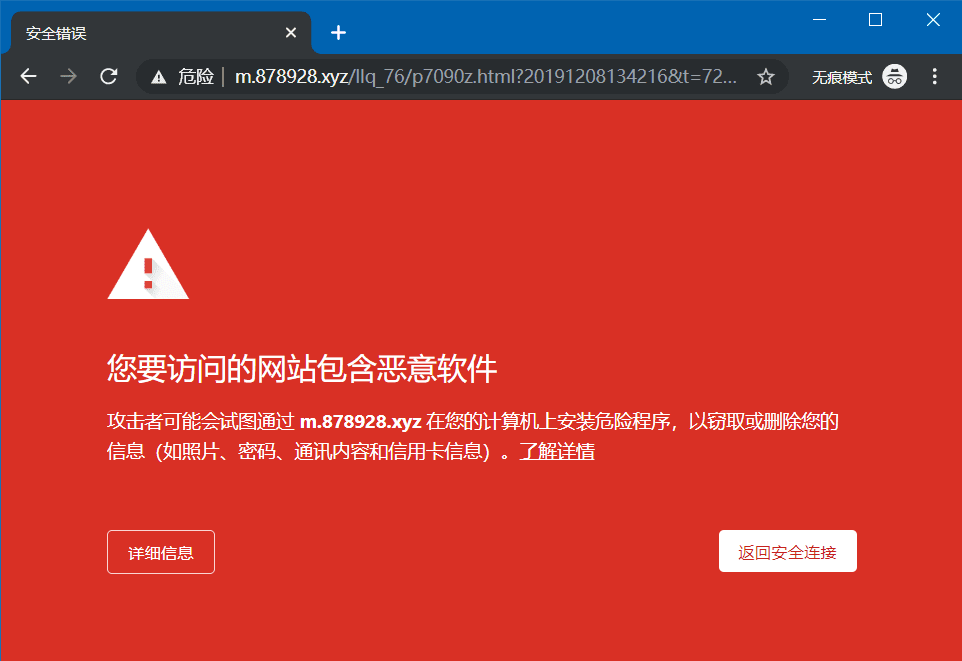 安全错误
危险 m.878928.xyz/llq_76/p7090z.html?20191208134216&t=72... 无痕模式
您要访问的网站包含恶意软件
攻击者可能会试图通过 m.878928.xyz 在您的计算机上安装危险程序，以窃取或删除您的
信息（如照片、密码、通讯内容和信用卡信息）。了解详情
详细信息 返回安全连接